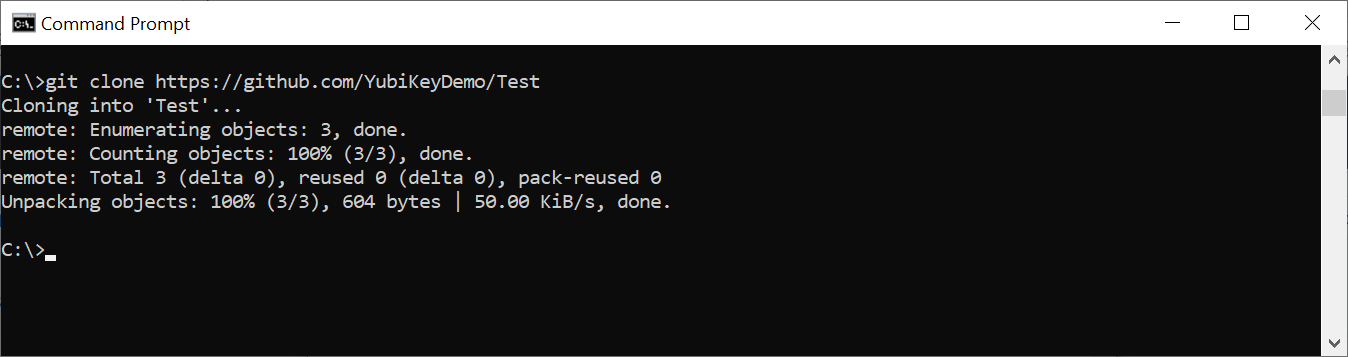 Command Prompt
C:\>git clone https://github.com/YubiKeyDemo/Test
Cloning into 'Test'...
remote: Enumerating objects: 3, done.
remote: Counting objects: 100% (3/3), done.
remote: Total 3 (delta 0), reused 0 (delta 0), pack-reused 0
Unpacking objects: 100% (3/3), 604 bytes | 50.00 KiB/s, done.
C:\>